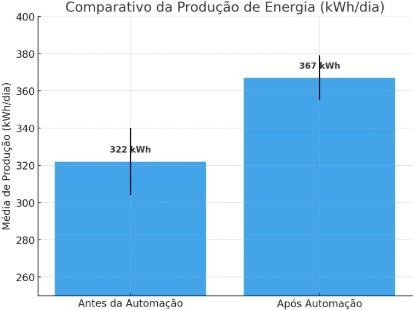 Comparativo da Produção de Energia (kWh/dia)
Média de Produção (kWh/dia)
400
380
360
340
320
300
280
260
322 kWh
367 kWh
Antes da Automação
Após Automação